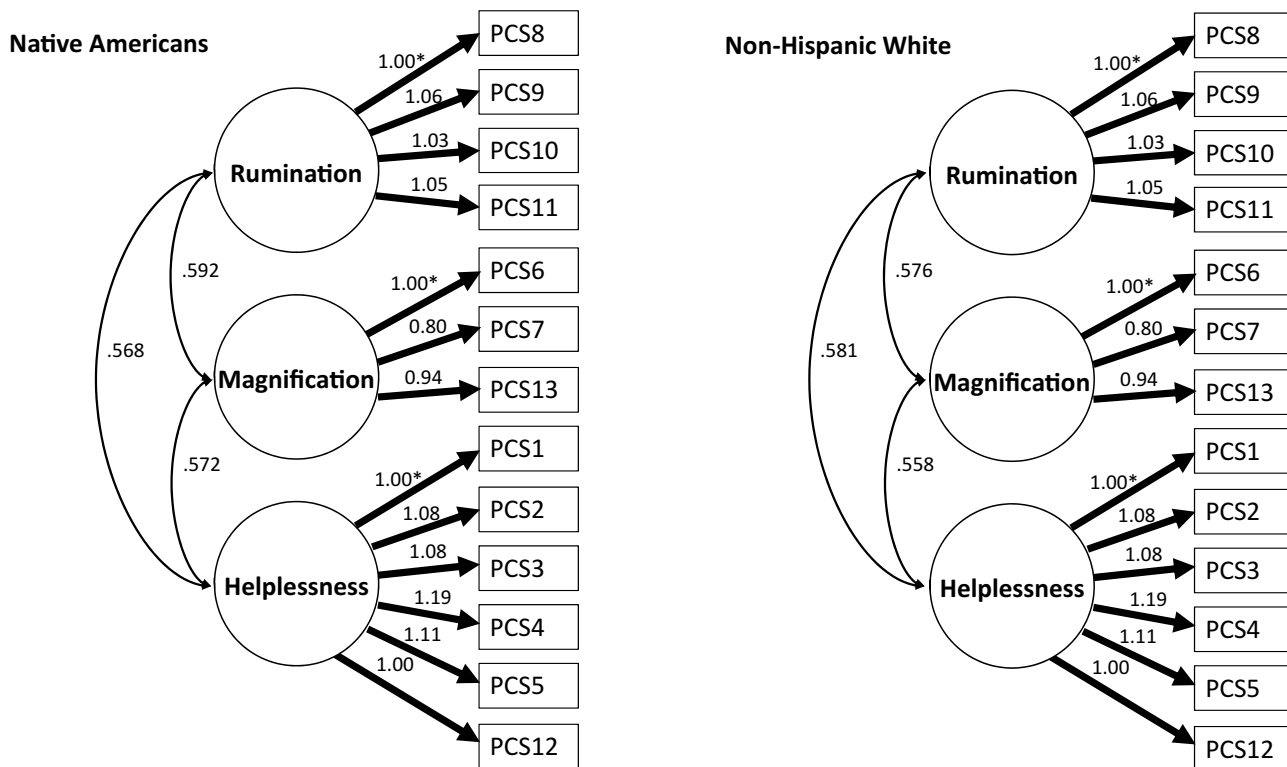 Native Americans
PCS8
1.00*
PCS9
1.06
PCS10
1.03
Rumination
PCS11
1.05
.592
PCS6
1.00*
PCS7
0.80
.568
Magnification
PCS13
0.94
.572
PCS1
1.00*
PCS2
1.08
PCS3
1.08
Helplessness
PCS4
1.19
PCS5
1.11
PCS12
1.00
Non-Hispanic White
PCS8
1.00*
PCS9
1.06
PCS10
1.03
Rumination
PCS11
1.05
.576
PCS6
1.00*
PCS7
0.80
.581
Magnification
PCS13
0.94
.558
PCS1
1.00*
PCS2
1.08
PCS3
1.08
Helplessness
PCS4
1.19
PCS5
1.11
PCS12
1.00